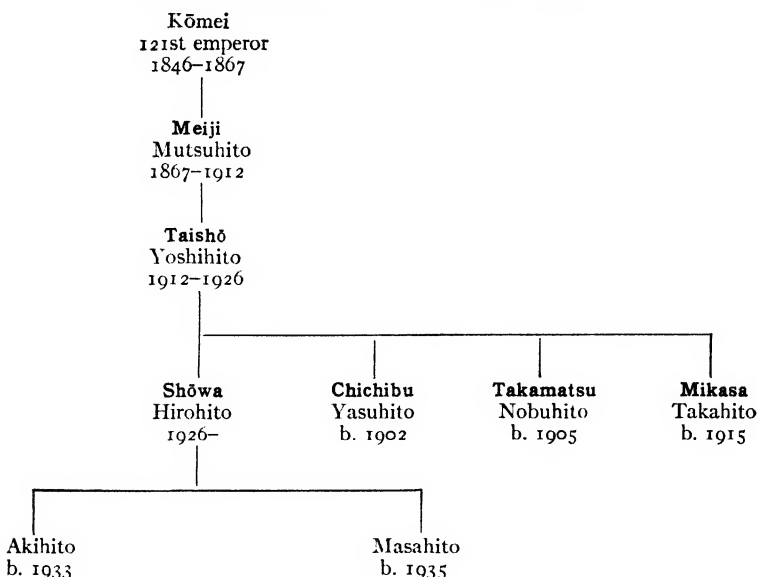 Kōmei
121st emperor
1846–1867
Meiji
Mutsuhito
1867–1912
Taishō
Yoshihito
1912–1926
Shōwa
Hirohito
1926–
Chichibu
Yasuhito
b. 1902
Takamatsu
Nobuhito
b. 1905
Mikasa
Takahito
b. 1915
Akihito
b. 1933
Masahito
b. 1935